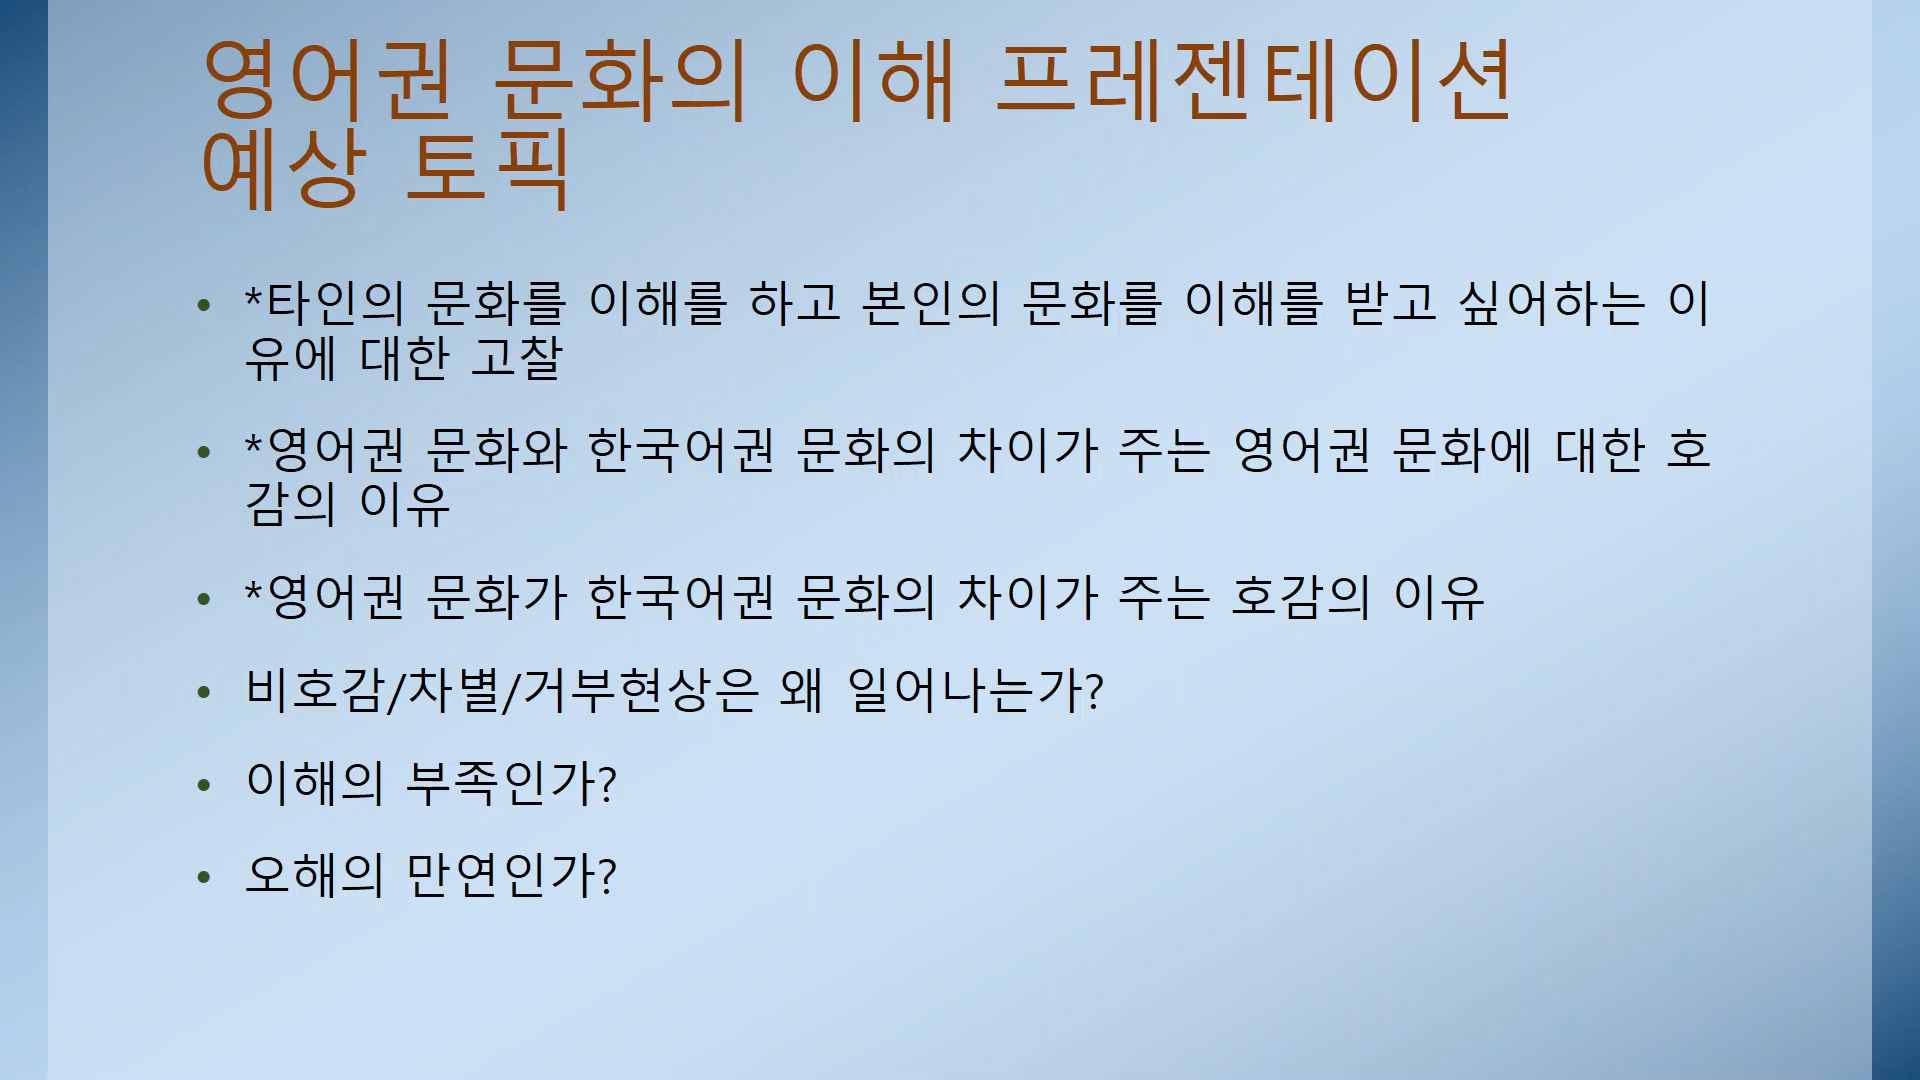 영어권 문화의 이해 프레젠테이션
예상 토픽
• *타인의 문화를 이해를 하고 본인의 문화를 이해를 받고 싶어하는 이
유에 대한 고찰
• *영어권 문화와 한국어권 문화의 차이가 주는 영어권 문화에 대한 호
감의 이유
• *영어권 문화가 한국어권 문화의 차이가 주는 호감의 이유
• 비호감/차별/거부현상은 왜 일어나는가?
• 이해의 부족인가?
• 오해의 만연인가?